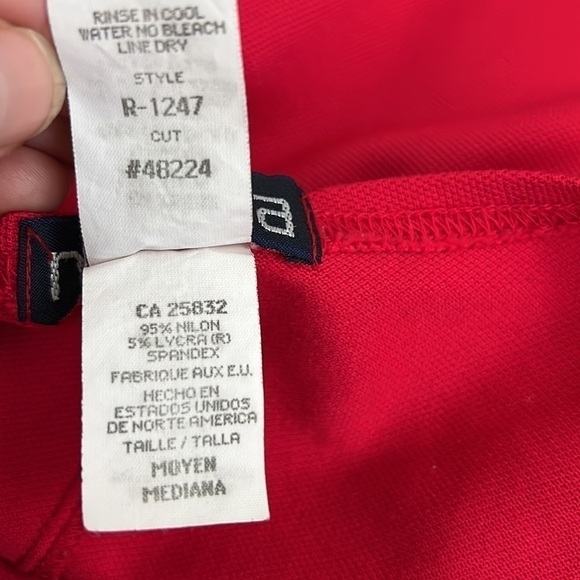 RINSE IN COOL
WATER NO BLEACH
LINE DRY
STYLE
R-1247
CUT
#48224
CA 25832
95% NILON
5% LYCRA (R)
SPANDEX
FABRIQUE AUX E.U.
HECHO EN
ESTADOS UNIDOS
DE NORTE AMERICA
TAILLE / TALLA
MOYEN
MEDIANA